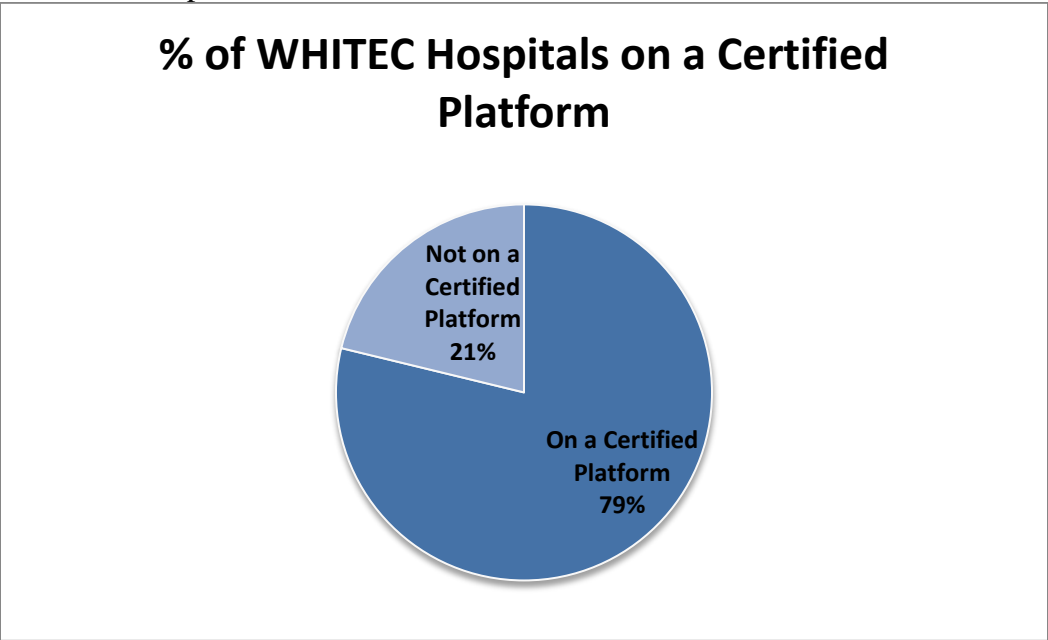 % of WHITEC Hospitals on a Certified
Platform
Not on a
Certified
Platform
21%
On a Certified
Platform
79%